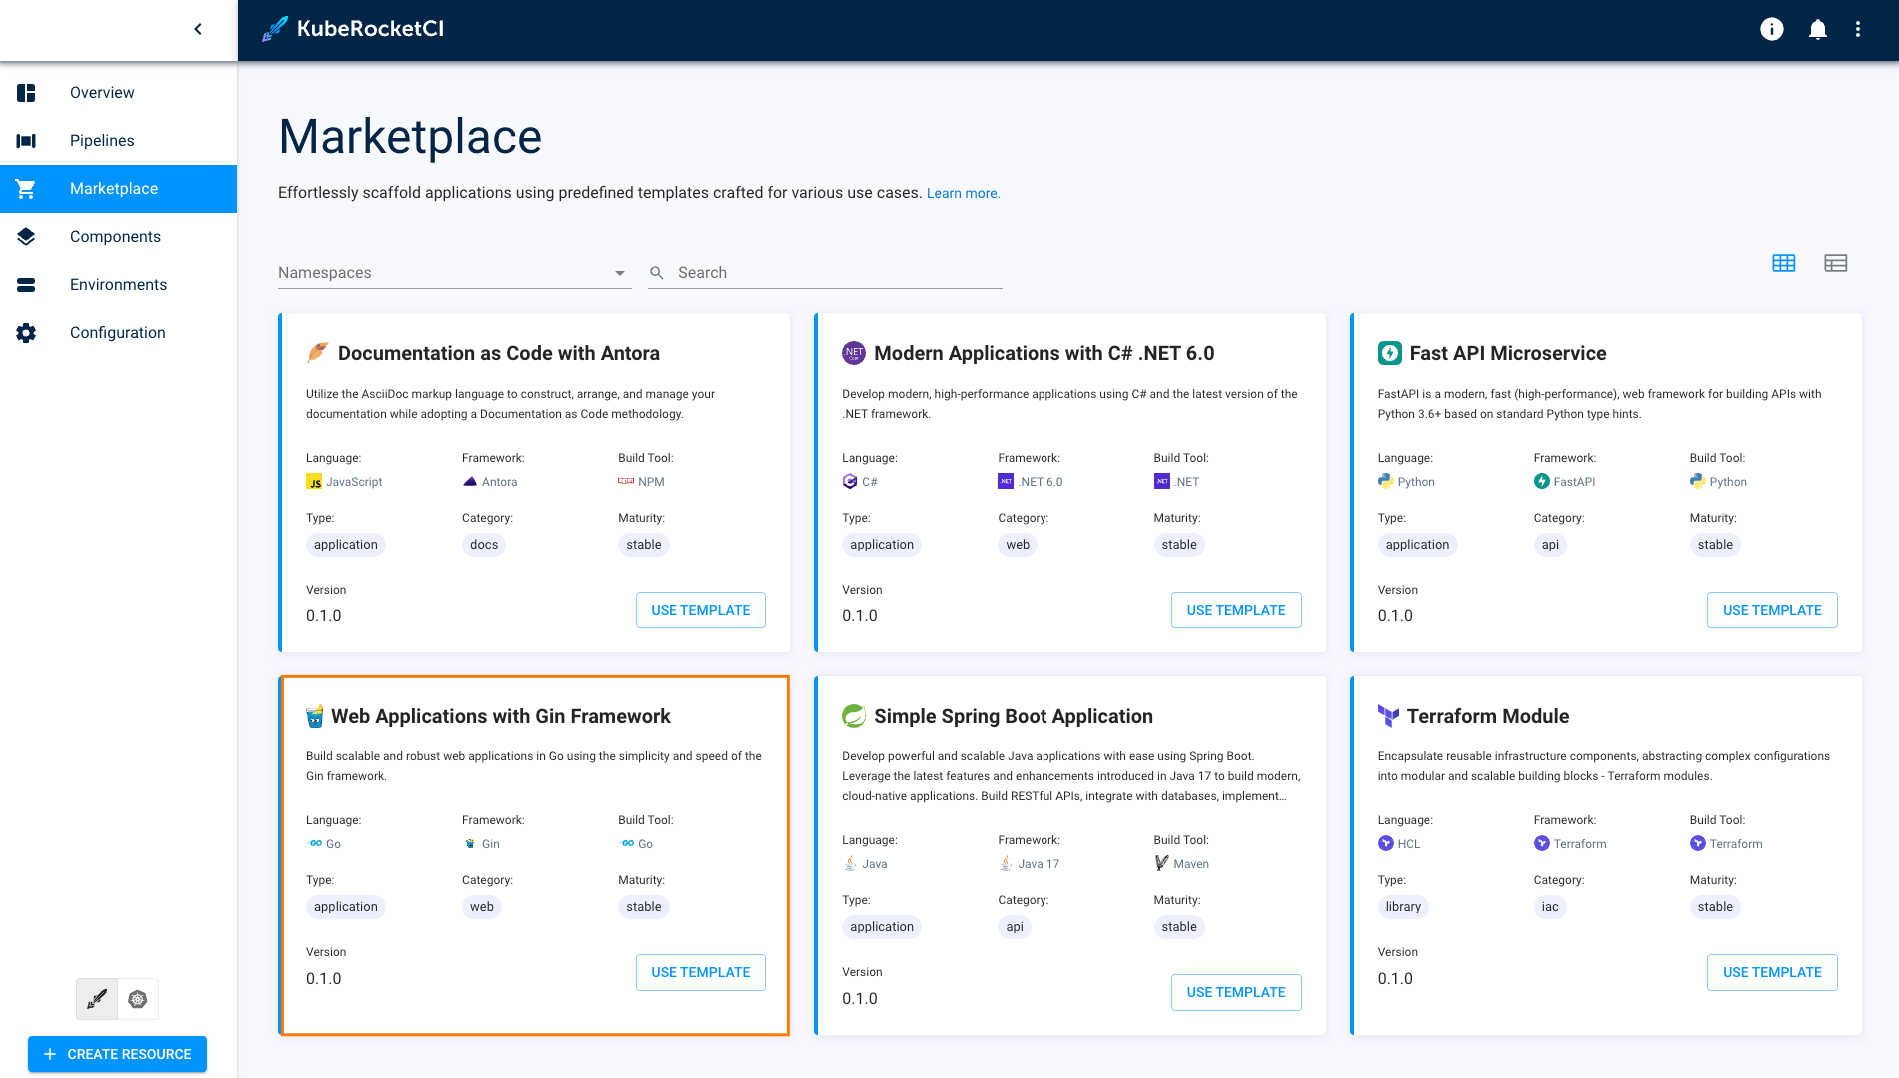 KubeRocketCI
Overview
Pipelines
Marketplace
Components
Environments
Configuration
+ CREATE RESOURCE
Marketplace
Effortlessly scaffold applications using predefined templates crafted for various use cases. Learn more.
Namespaces
Search
Documentation as Code with Antora
Utilize the AsciiDoc markup language to construct, arrange, and manage your
documentation while adopting a Documentation as Code methodology.
Language: Framework: Build Tool:
JS JavaScript Antora NPM
Type: Category: Maturity:
application docs stable
Version
0.1.0
USE TEMPLATE
Modern Applications with C# .NET 6.0
Develop modern, high-performance applications using C# and the latest version of the
.NET framework.
Language: Framework: Build Tool:
C# .NET 6.0 .NET
Type: Category: Maturity:
application web stable
Version
0.1.0
USE TEMPLATE
Fast API Microservice
FastAPI is a modern, fast (high-performance), web framework for building APIs with
Python 3.6+ based on standard Python type hints.
Language: Framework: Build Tool:
Python FastAPI Python
Type: Category: Maturity:
application api stable
Version
0.1.0
USE TEMPLATE
Web Applications with Gin Framework
Build scalable and robust web applications in Go using the simplicity and speed of the
Gin framework.
Language: Framework: Build Tool:
Go Gin Go
Type: Category: Maturity:
application web stable
Version
0.1.0
USE TEMPLATE
Simple Spring Boot Application
Develop powerful and scalable Java applications with ease using Spring Boot.
Leverage the latest features and enhancements introduced in Java 17 to build modern,
cloud-native applications. Build RESTful APIs, integrate with databases, implement...
Language: Framework: Build Tool:
Java Java 17 Maven
Type: Category: Maturity:
application api stable
Version
0.1.0
USE TEMPLATE
Terraform Module
Encapsulate reusable infrastructure components, abstracting complex configurations
into modular and scalable building blocks - Terraform modules.
Language: Framework: Build Tool:
HCL Terraform Terraform
Type: Category: Maturity:
library iac stable
Version
0.1.0
USE TEMPLATE